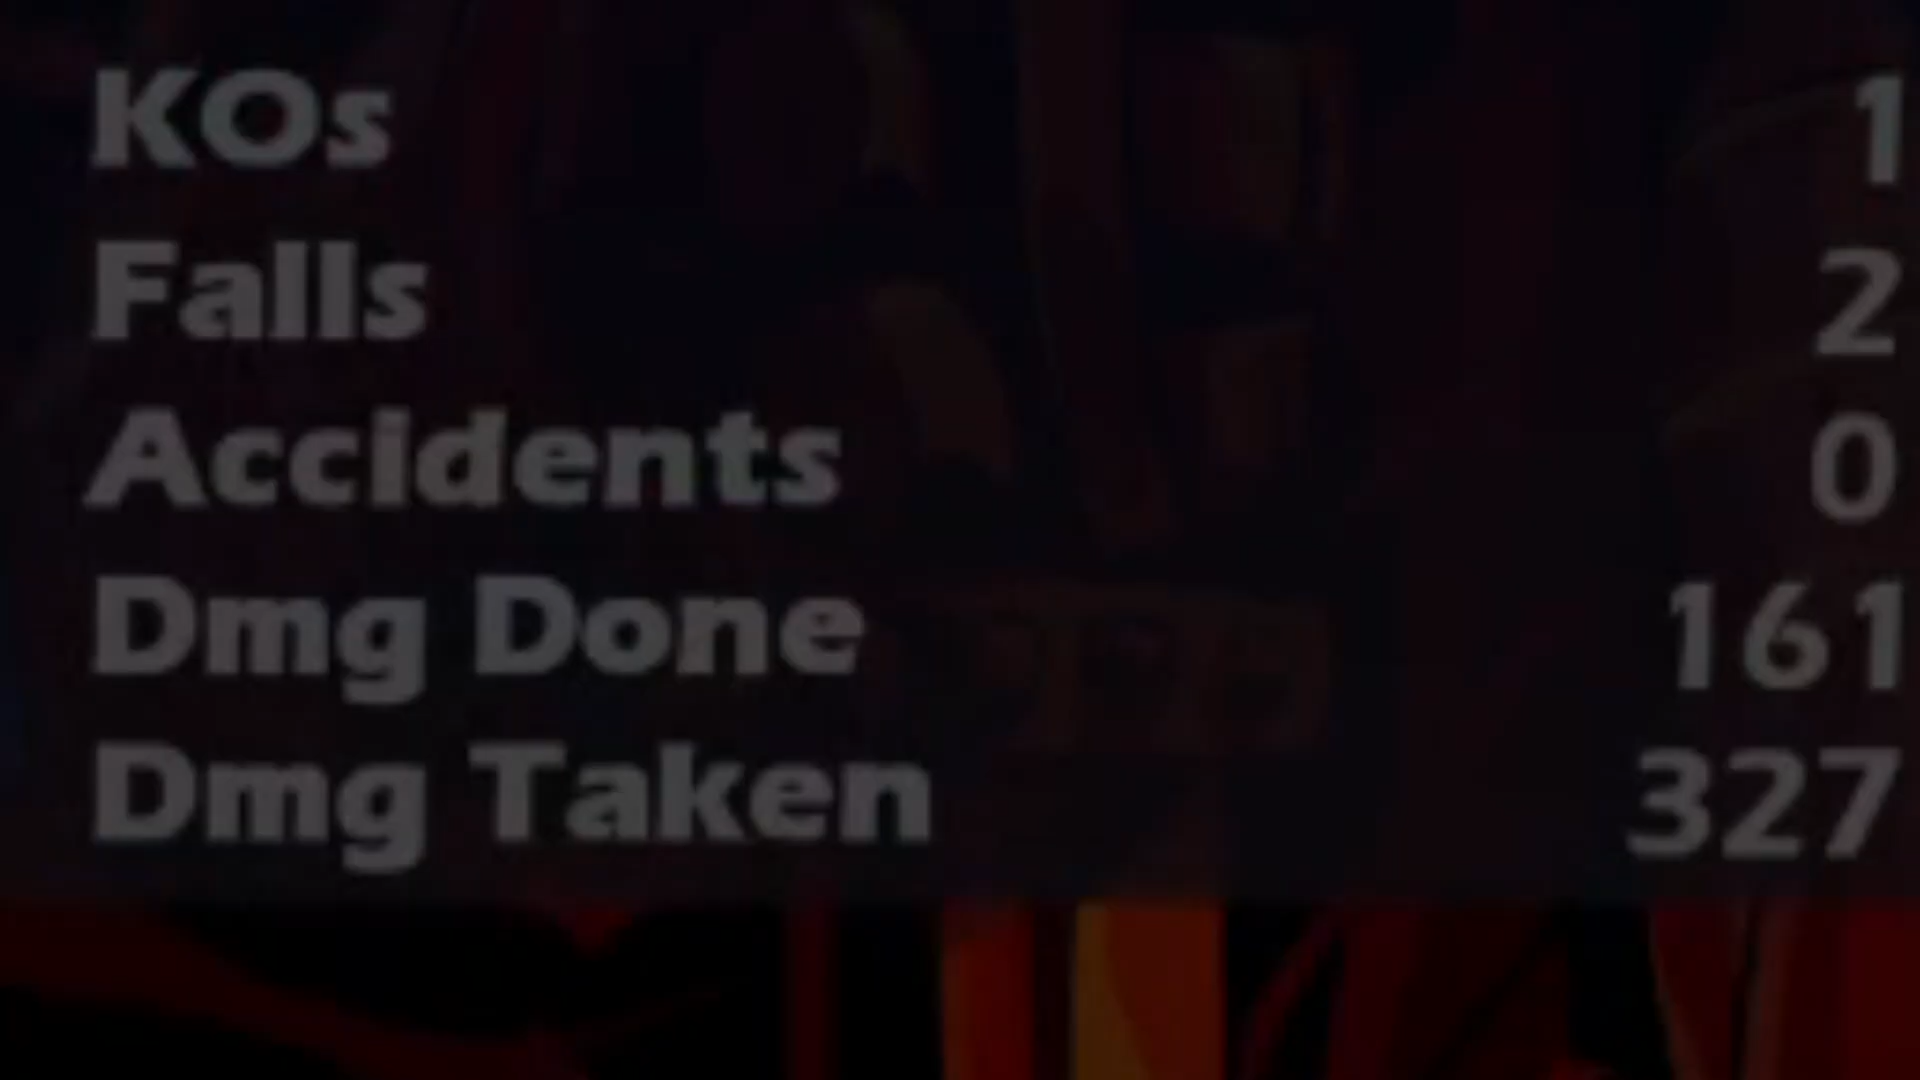 KOs 1
Falls 2
Accidents 0
Dmg Done 161
Dmg Taken 327